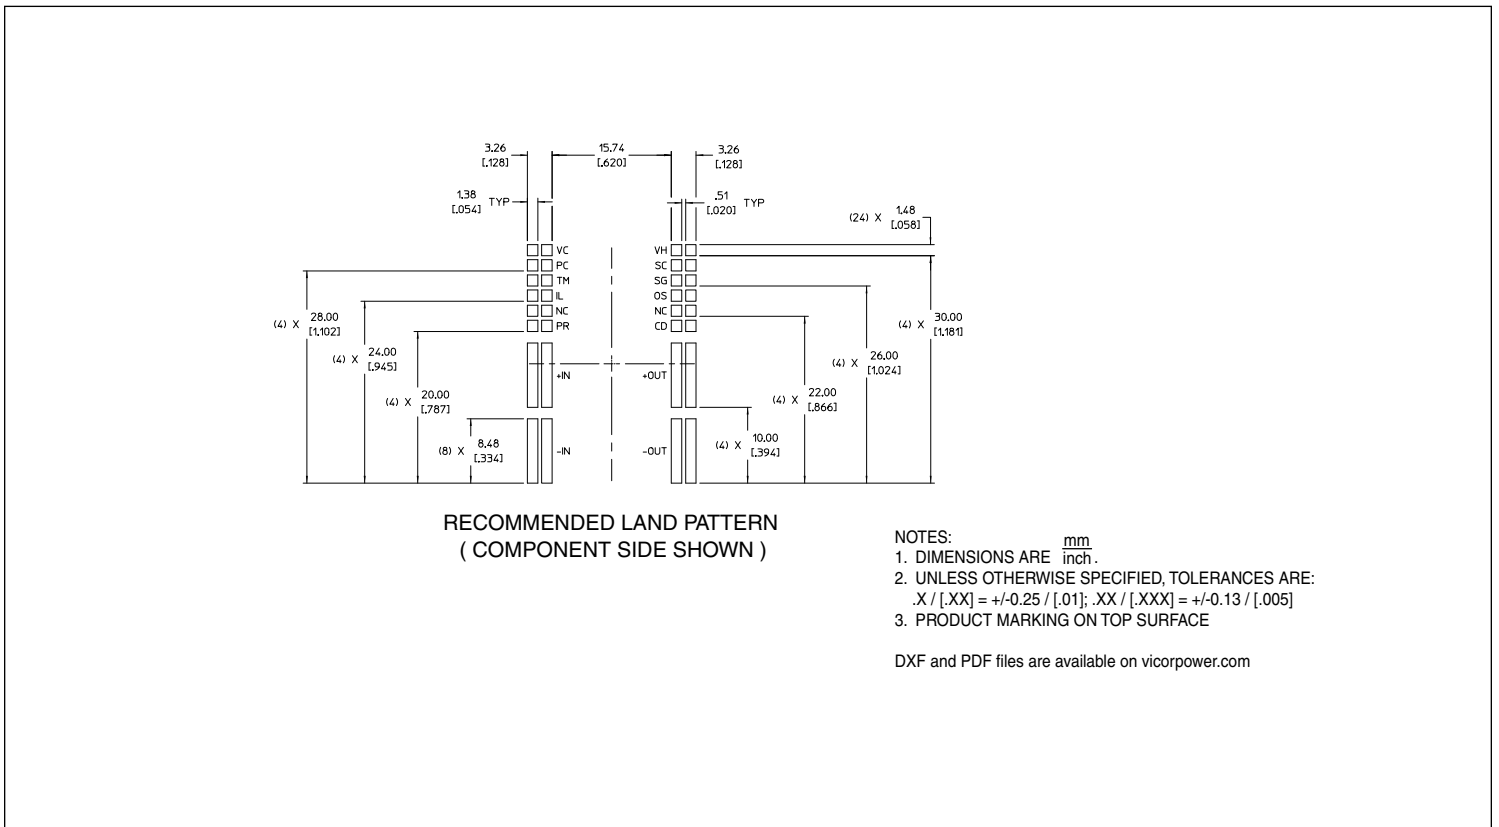 3.26
[.128]
15.74
[.620]
3.26
[.128]
1.38
[.054] TYP
.51
[.020] TYP
(24) X 1.48
[.058]
VC VH
PC SC
TM SG
IL OS
NC NC
PR CD
(4) X 28.00
[1.102]
(4) X 30.00
[1.181]
(4) X 24.00
[.945]
(4) X 26.00
[1.024]
+IN +OUT
(4) X 20.00
[.787]
(4) X 22.00
[.866]
(8) X 8.48
[.334]
-IN -OUT
(4) X 10.00
[.394]
RECOMMENDED LAND PATTERN
( COMPONENT SIDE SHOWN )
NOTES:
1. DIMENSIONS ARE mm
inch .
2. UNLESS OTHERWISE SPECIFIED, TOLERANCES ARE:
.X / [.XX] = +/-0.25 / [.01]; .XX / [.XXX] = +/-0.13 / [.005]
3. PRODUCT MARKING ON TOP SURFACE
DXF and PDF files are available on vicorpower.com